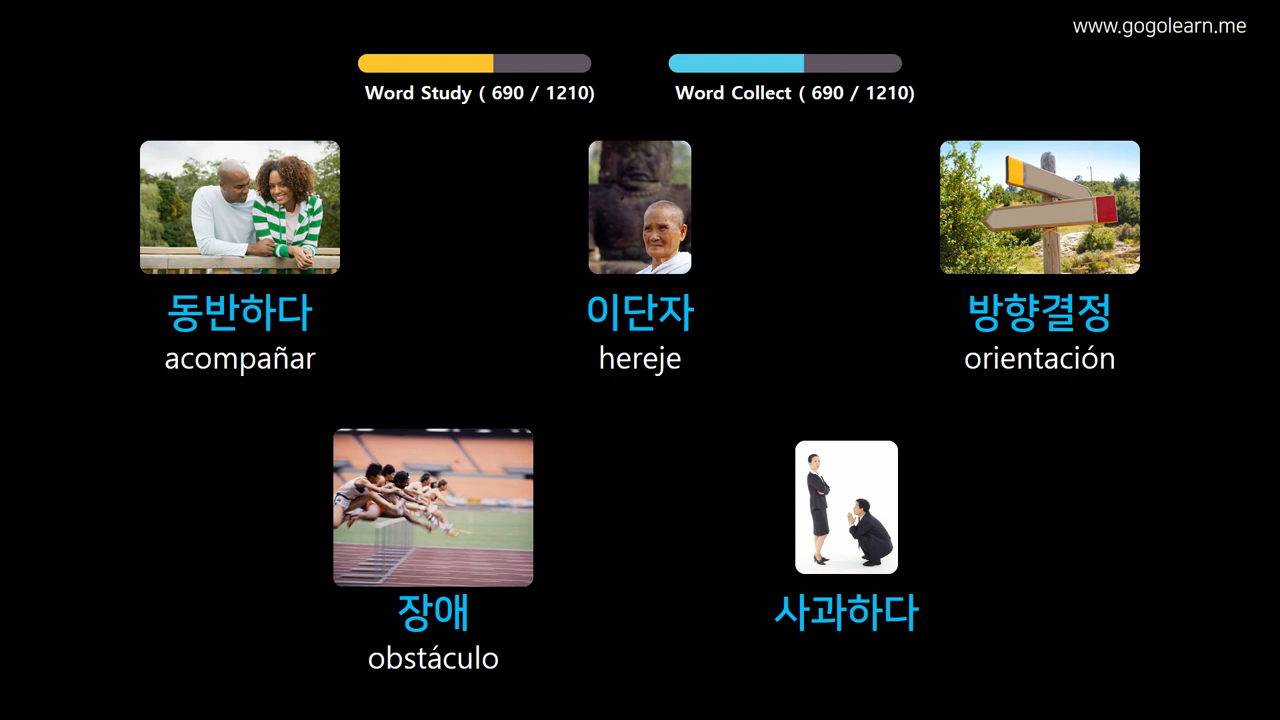 www.gogolearn.me
Word Study ( 690 / 1210)
Word Collect ( 690 / 1210)
동반하다
acompañar
이단자
hereje
방향결정
orientación
장애
obstáculo
사과하다